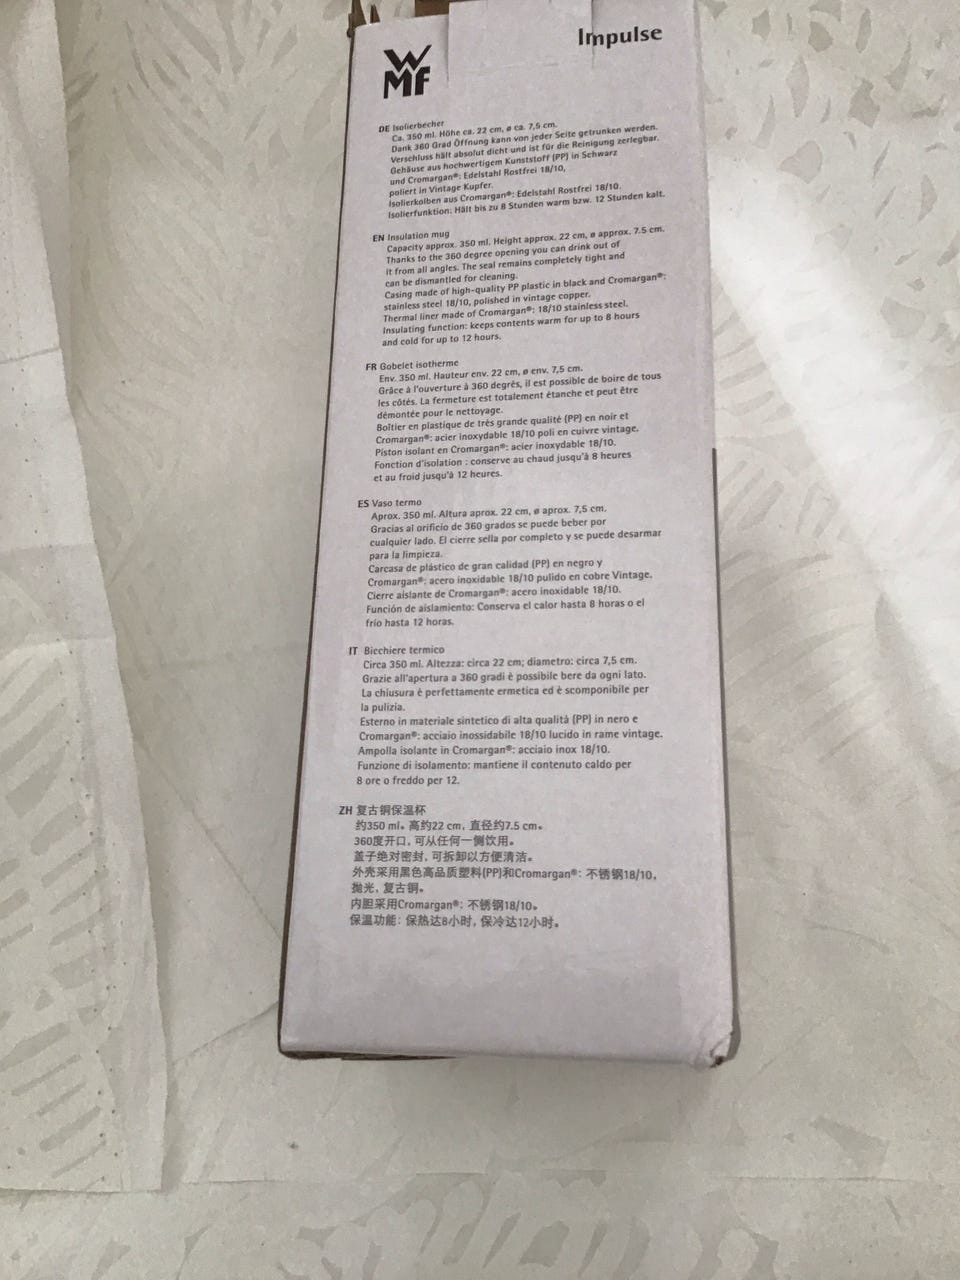 WMF
Impulse
DE Isolierbecher
Ca. 350 ml. Höhe ca. 22 cm, ø ca. 7,5 cm.
Dank 360 Grad Öffnung kann von jeder Seite getrunken werden.
Verschluss hält absolut dicht und ist für die Reinigung zerlegbar.
Gehäuse aus hochwertigem Kunststoff (PP) in Schwarz
und Cromargan®: Edelstahl Rostfrei 18/10,
poliert in Vintage Kupfer.
Isolierkolben aus Cromargan®: Edelstahl Rostfrei 18/10.
Isolierfunktion: Hält bis zu 8 Stunden warm bzw. 12 Stunden kalt.
EN Insulation mug
Capacity approx. 350 ml. Height approx. 22 cm, ø approx. 7.5 cm.
Thanks to the 360 degree opening you can drink out of
it from all angles. The seal remains completely tight and
can be dismantled for cleaning.
Casing made of high-quality PP plastic in black and Cromargan®:
stainless steel 18/10, polished in vintage copper.
Thermal liner made of Cromargan®: 18/10 stainless steel.
Insulating function: keeps contents warm for up to 8 hours
and cold for up to 12 hours.
FR Gobelet isotherme
Env. 350 ml. Hauteur env. 22 cm, ø env. 7,5 cm.
Grâce à l'ouverture à 360 degrés, il est possible de boire de tous
les côtés. La fermeture est totalement étanche et peut être
démontée pour le nettoyage.
Boîtier en plastique de très grande qualité (PP) en noir et
Cromargan®: acier inoxydable 18/10 poli en cuivre vintage.
Piston isolant en Cromargan®: acier inoxydable 18/10.
Fonction d'isolation : conserve au chaud jusqu'à 8 heures
et au froid jusqu'à 12 heures.
ES Vaso termo
Aprox. 350 ml. Altura aprox. 22 cm, ø aprox. 7,5 cm.
Gracias al orificio de 360 grados se puede beber por
cualquier lado. El cierre sella por completo y se puede desarmar
para la limpieza.
Carcasa de plástico de gran calidad (PP) en negro y
Cromargan®: acero inoxidable 18/10 pulido en cobre Vintage.
Cierre aislante de Cromargan®: acero inoxidable 18/10.
Función de aislamiento: Conserva el calor hasta 8 horas o el
frío hasta 12 horas.
IT Bicchiere termico
Circa 350 ml. Altezza: circa 22 cm; diametro: circa 7,5 cm.
Grazie all'apertura a 360 gradi è possibile bere da ogni lato.
La chiusura è perfettamente ermetica ed è scomponibile per
la pulizia.
Esterno in materiale sintetico di alta qualità (PP) in nero e
Cromargan®: acciaio inossidabile 18/10 lucido in rame vintage.
Ampolla isolante in Cromargan®: acciaio inox 18/10.
Funzione di isolamento: mantiene il contenuto caldo per
8 ore o freddo per 12.
ZH 复古铜保温杯
约350 ml。高约22 cm, 直径约7.5 cm。
360度开口, 可从任何一侧饮用。
盖子绝对密封, 可拆卸以方便清洁。
外壳采用黑色高品质塑料(PP)和Cromargan®: 不锈钢18/10,
抛光, 复古铜。
内胆采用Cromargan®: 不锈钢18/10。
保温功能: 保热达8小时, 保冷达12小时。